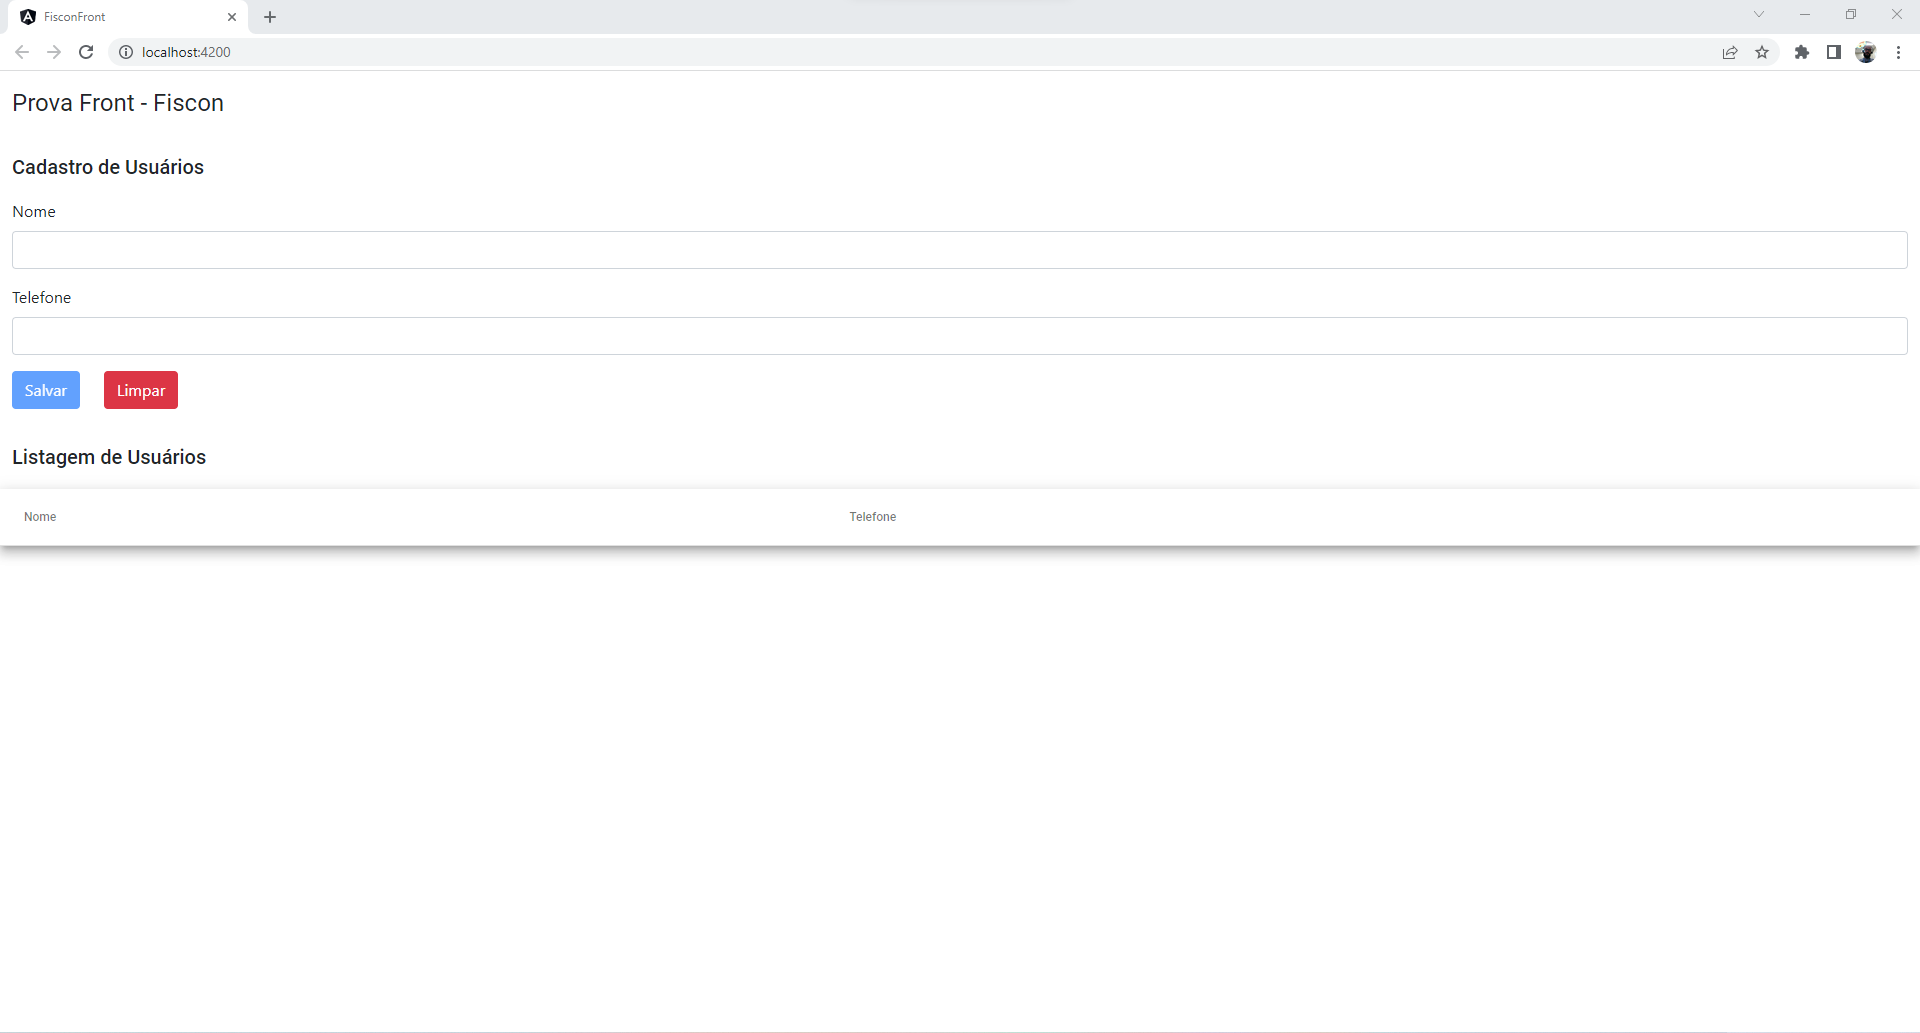 FisconFront
localhost:4200
Prova Front - Fiscon
Cadastro de Usuários
Nome
Telefone
Salvar Limpar
Listagem de Usuários
Nome Telefone